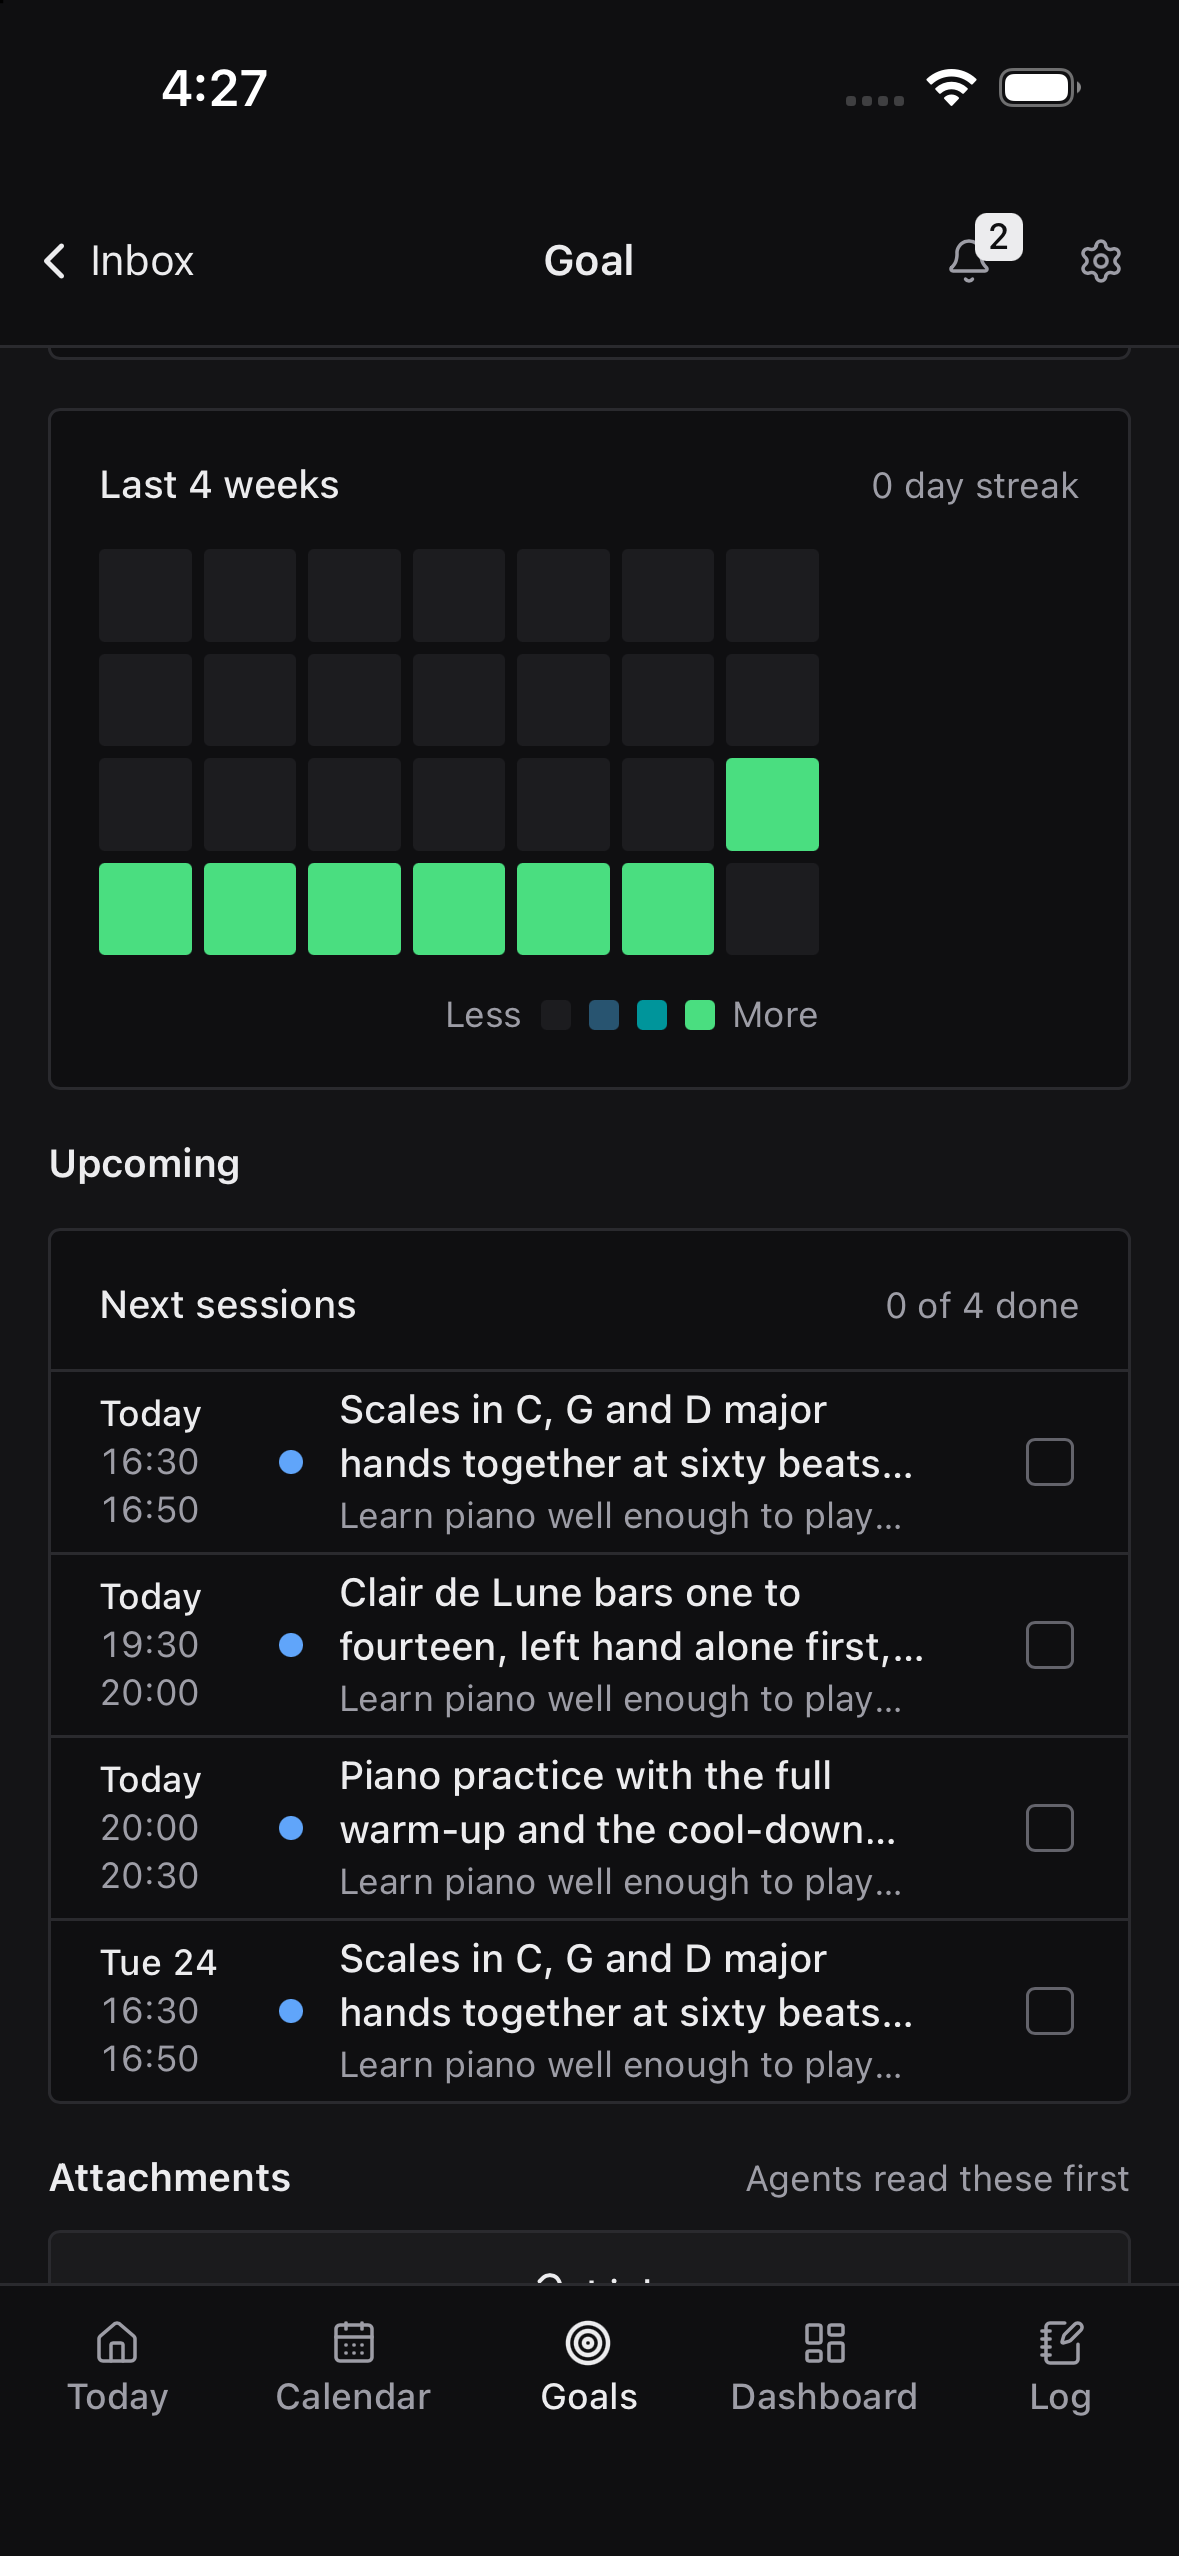 4:27
Inbox
Goal
2
Last 4 weeks
0 day streak
Less
More
Upcoming
Next sessions
0 of 4 done
Today
16:30
16:50
Scales in C, G and D major
hands together at sixty beats...
Learn piano well enough to play...
Today
19:30
20:00
Clair de Lune bars one to
fourteen, left hand alone first,...
Learn piano well enough to play...
Today
20:00
20:30
Piano practice with the full
warm-up and the cool-down...
Learn piano well enough to play...
Tue 24
16:30
16:50
Scales in C, G and D major
hands together at sixty beats...
Learn piano well enough to play...
Attachments
Agents read these first
Today
Calendar
Goals
Dashboard
Log